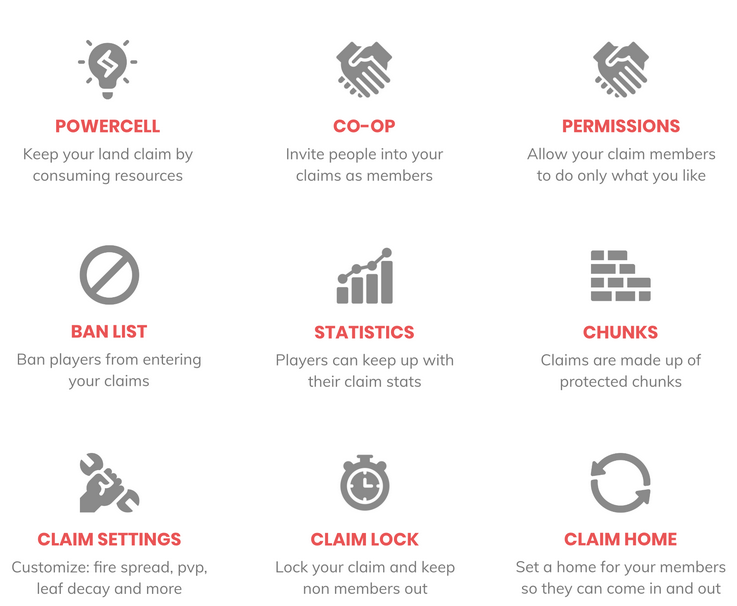 POWERCELL
Keep your land claim by
consuming resources
CO-OP
Invite people into your
claims as members
PERMISSIONS
Allow your claim members
to do only what you like
BAN LIST
Ban players from entering
your claims
STATISTICS
Players can keep up with
their claim stats
CHUNKS
Claims are made up of
protected chunks
CLAIM SETTINGS
Customize: fire spread, pvp,
leaf decay and more
CLAIM LOCK
Lock your claim and keep
non members out
CLAIM HOME
Set a home for your members
so they can come in and out